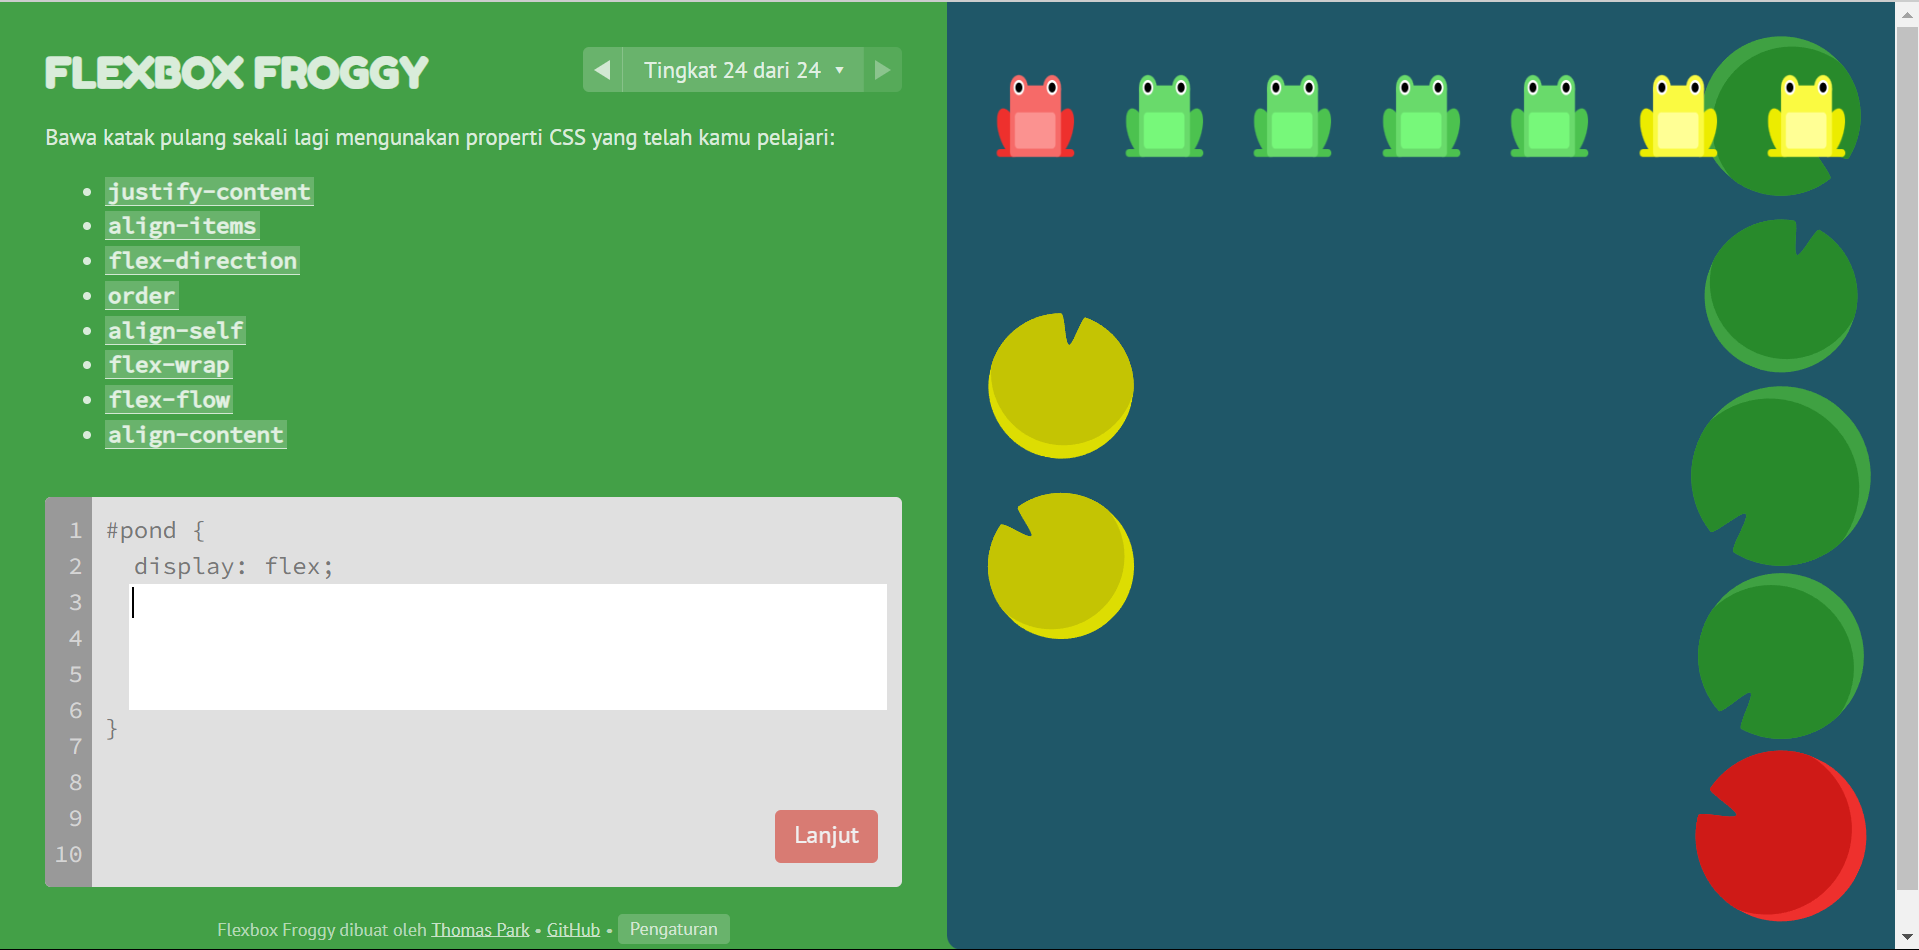 FLEXBOX FROGGY
Tingkat 24 dari 24
Bawa katak pulang sekali lagi mengunakan properti CSS yang telah kamu pelajari:
• justify-content
• align-items
• flex-direction
• order
• align-self
• flex-wrap
• flex-flow
• align-content
1 #pond {
2 display: flex;
3
4
5
6
}
7
8
9
10
Lanjut
Flexbox Froggy dibuat oleh Thomas Park • GitHub • Pengaturan